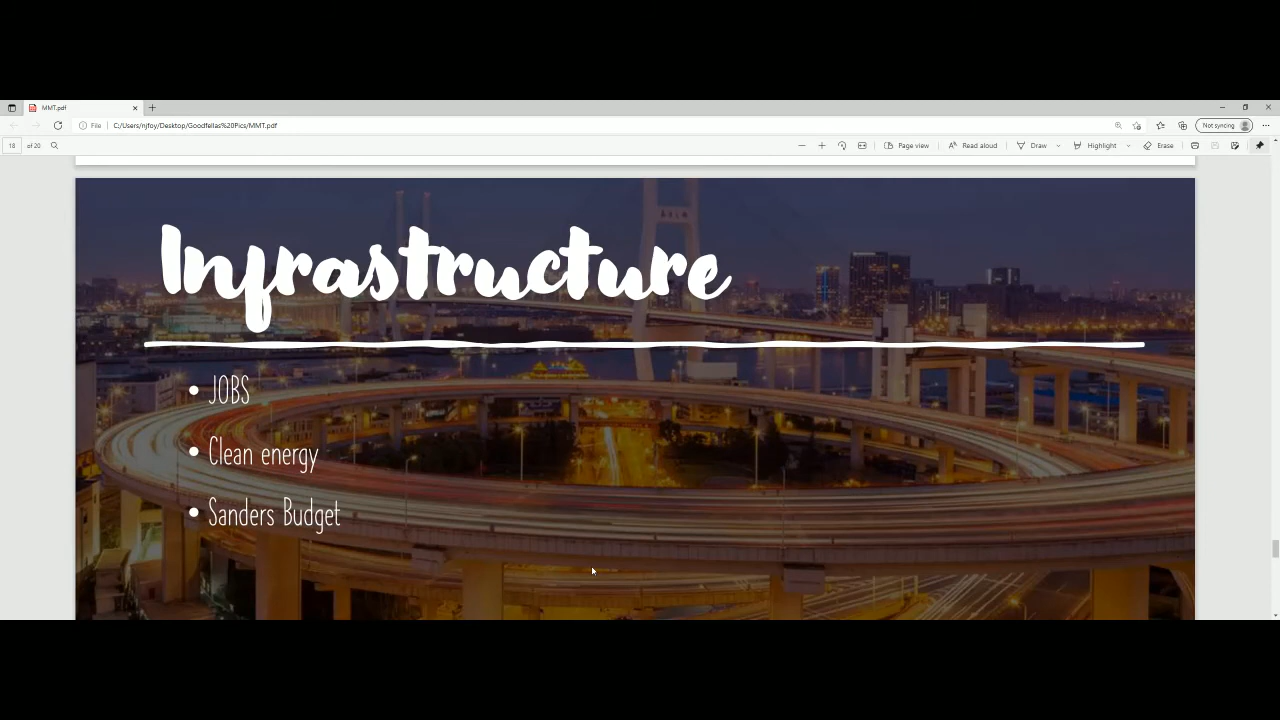 MMT.pdf
File C:/Users/njfoy/Desktop/Goodfellas%20Pics/MMT.pdf Not syncing
18 of 20 Page view Read aloud Draw Highlight Erase
Infrastructure
JOBS
Clean energy
Sanders Budget